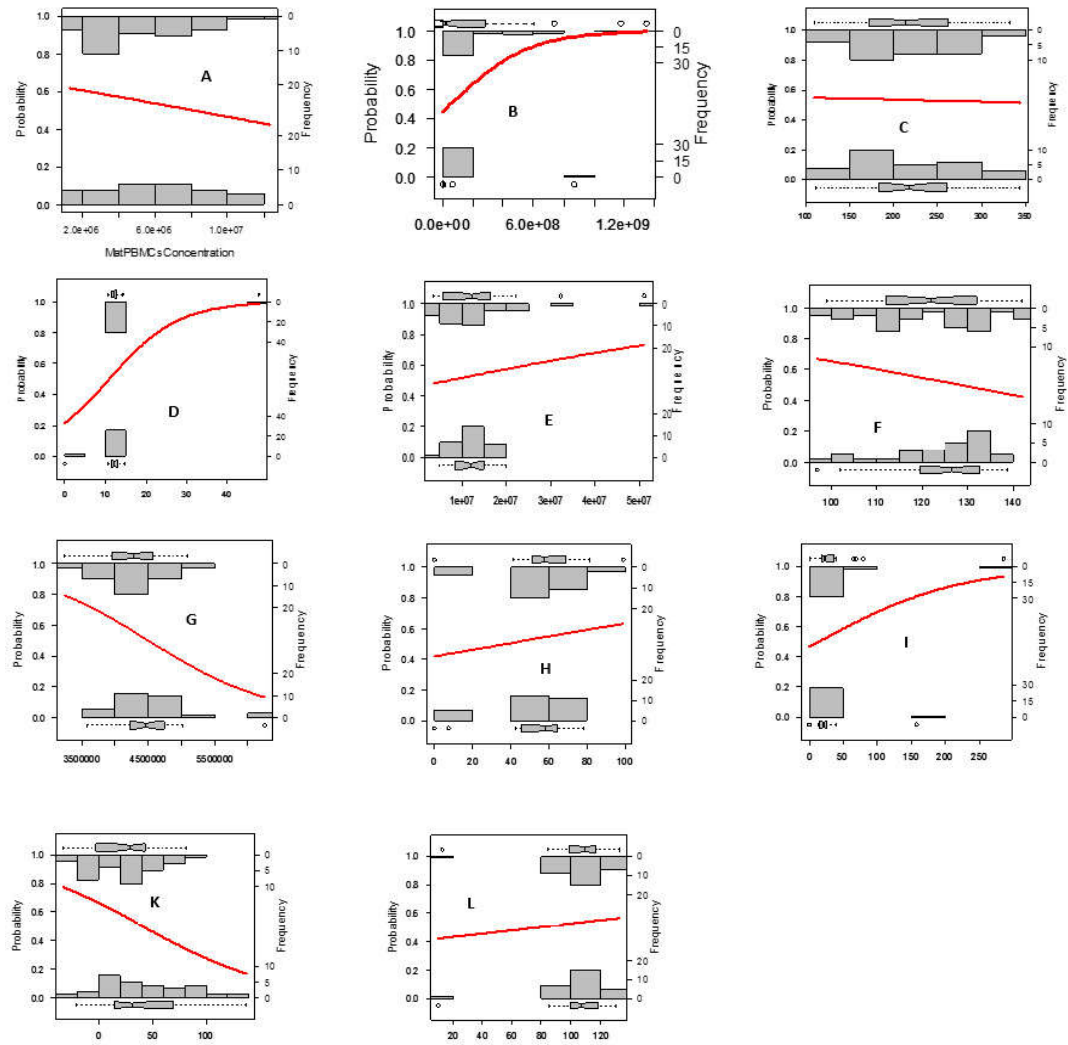 A
Probability
Frequency
1.0
0.8
0.6
0.4
0.2
0.0
0
10
20
20
10
0
2.0e+06 6.0e+06 1.0e+07
MatPBMCs Concentration
B
Probability
Frequency
1.0
0.8
0.6
0.4
0.2
0.0
0
15
30
30
15
0
0.0e+00 6.0e+08 1.2e+09
C
Probability
Frequency
1.0
0.8
0.6
0.4
0.2
0.0
0
5
10
10
5
0
100 150 200 250 300 350
D
Probability
Frequency
1.0
0.8
0.6
0.4
0.2
0.0
0
20
40
40
20
0
0 10 20 30 40
E
Probability
Frequency
1.0
0.8
0.6
0.4
0.2
0.0
0
10
20
20
10
0
1e+07 2e+07 3e+07 4e+07 5e+07
F
Probability
Frequency
1.0
0.8
0.6
0.4
0.2
0.0
0
5
10
10
5
0
100 110 120 130 140
G
Probability
Frequency
1.0
0.8
0.6
0.4
0.2
0.0
0
10
20
20
10
0
3500000 4500000 5500000
H
Probability
Frequency
1.0
0.8
0.6
0.4
0.2
0.0
0
10
20
20
10
0
0 20 40 60 80 100
I
Probability
Frequency
1.0
0.8
0.6
0.4
0.2
0.0
0
15
30
30
15
0
0 50 100 150 200 250
K
Probability
Frequency
1.0
0.8
0.6
0.4
0.2
0.0
0
5
10
10
5
0
0 50 100
L
Probability
Frequency
1.0
0.8
0.6
0.4
0.2
0.0
0
10
20
20
10
0
20 40 60 80 100 120